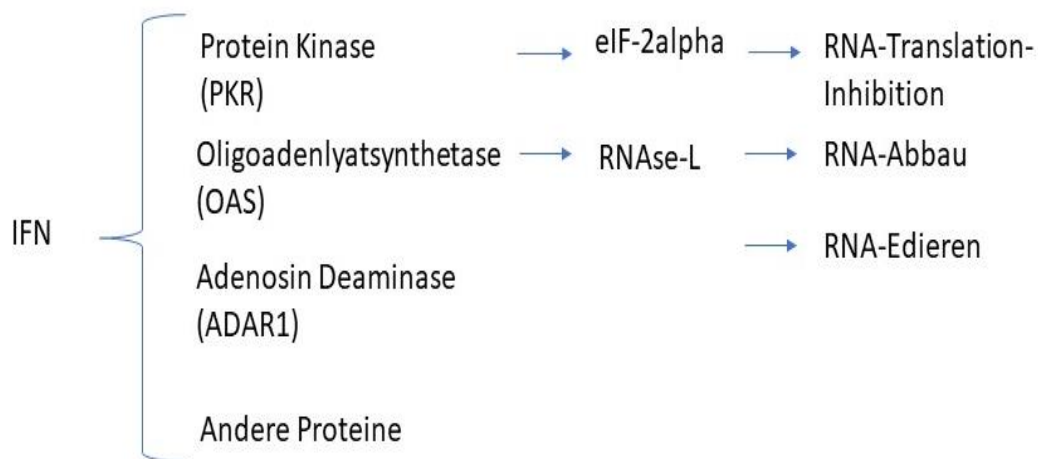 Protein Kinase
(PKR)
eIF-2alpha
RNA-Translation-
Inhibition
Oligoadenlyatsynthetase
(OAS)
RNAse-L
RNA-Abbau
IFN
RNA-Edieren
Adenosin Deaminase
(ADAR1)
Andere Proteine